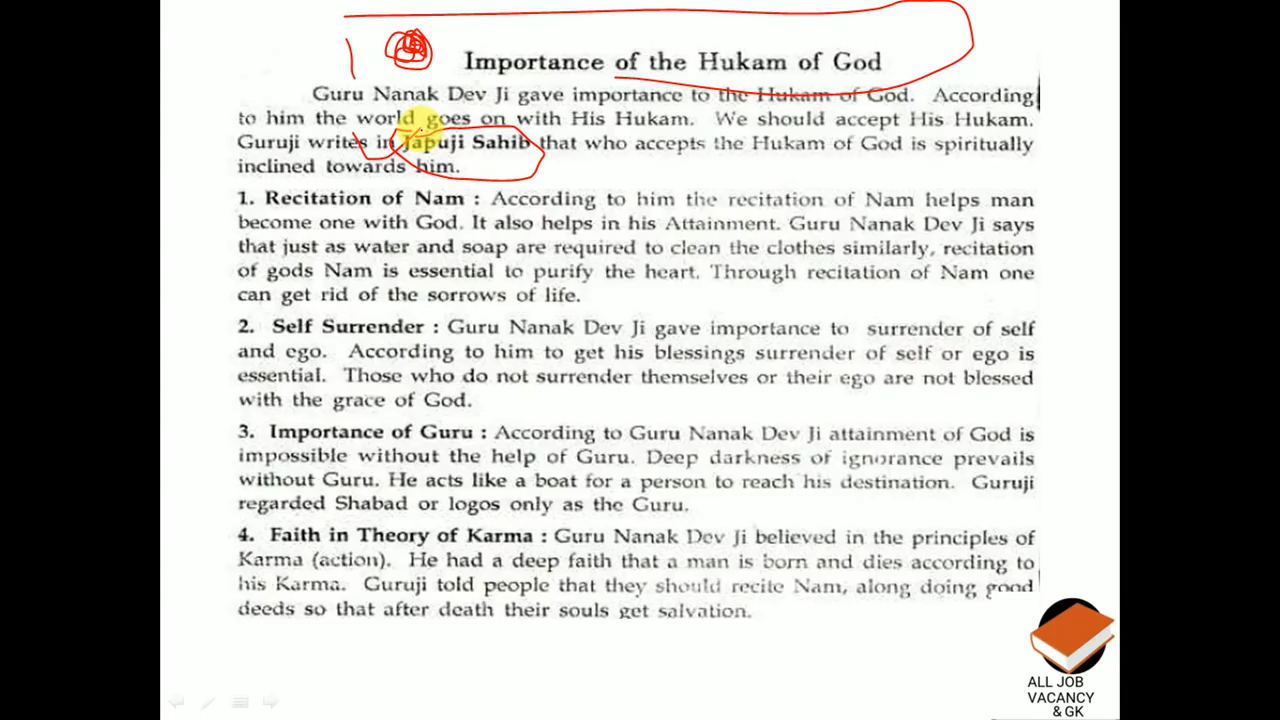 Importance of the Hukam of God
Guru Nanak Dev Ji gave importance to the Hukam of God. According
to him the world goes on with His Hukam. We should accept His Hukam.
Guruji writes in Japuji Sahib that who accepts the Hukam of God is spiritually
inclined towards him.
1. Recitation of Nam : According to him the recitation of Nam helps man
become one with God. It also helps in his Attainment. Guru Nanak Dev Ji says
that just as water and soap are required to clean the clothes similarly, recitation
of gods Nam is essential to purify the heart. Through recitation of Nam one
can get rid of the sorrows of life.
2. Self Surrender : Guru Nanak Dev Ji gave importance to surrender of self
and ego. According to him to get his blessings surrender of self or ego is
essential. Those who do not surrender themselves or their ego are not blessed
with the grace of God.
3. Importance of Guru : According to Guru Nanak Dev Ji attainment of God is
impossible without the help of Guru. Deep darkness of ignorance prevails
without Guru. He acts like a boat for a person to reach his destination. Guruji
regarded Shabad or logos only as the Guru.
4. Faith in Theory of Karma : Guru Nanak Dev Ji believed in the principles of
Karma (action). He had a deep faith that a man is born and dies according to
his Karma. Guruji told people that they should recite Nam, along doing good
deeds so that after death their souls get salvation.
ALL JOB
VACANCY
& GK